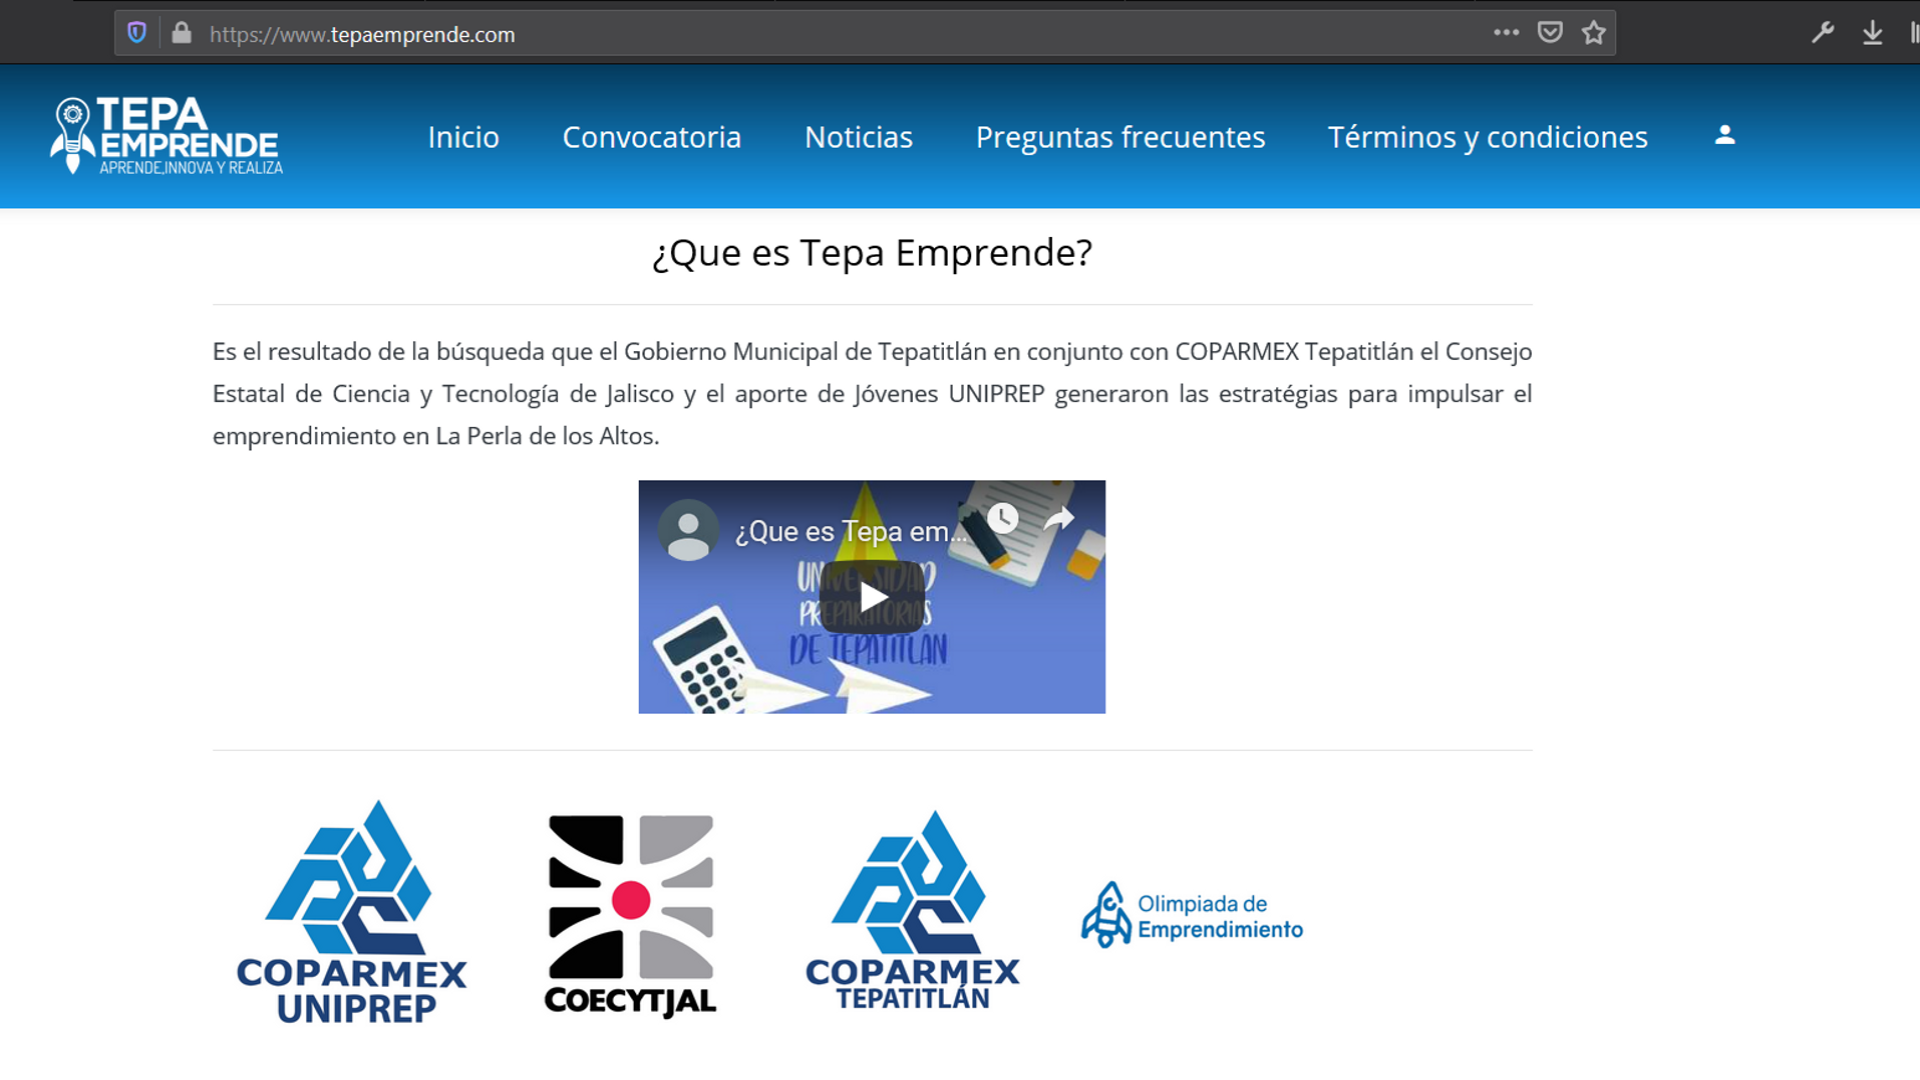 https://www.tepaemprende.com
TEPA
EMPRENDE
APRENDE,INNOVA Y REALIZA
Inicio Convocatoria Noticias Preguntas frecuentes Términos y condiciones
¿Que es Tepa Emprende?
Es el resultado de la búsqueda que el Gobierno Municipal de Tepatitlán en conjunto con COPARMEX Tepatitlán el Consejo
Estatal de Ciencia y Tecnología de Jalisco y el aporte de Jóvenes UNIPREP generaron las estratégias para impulsar el
emprendimiento en La Perla de los Altos.
¿Que es Tepa em...
UNIVERSIDAD
PREPARATORIAS
DE TEPATITLÁN
COPARMEX
UNIPREP
COECYTJAL
COPARMEX
TEPATITLÁN
Olimpiada de
Emprendimiento